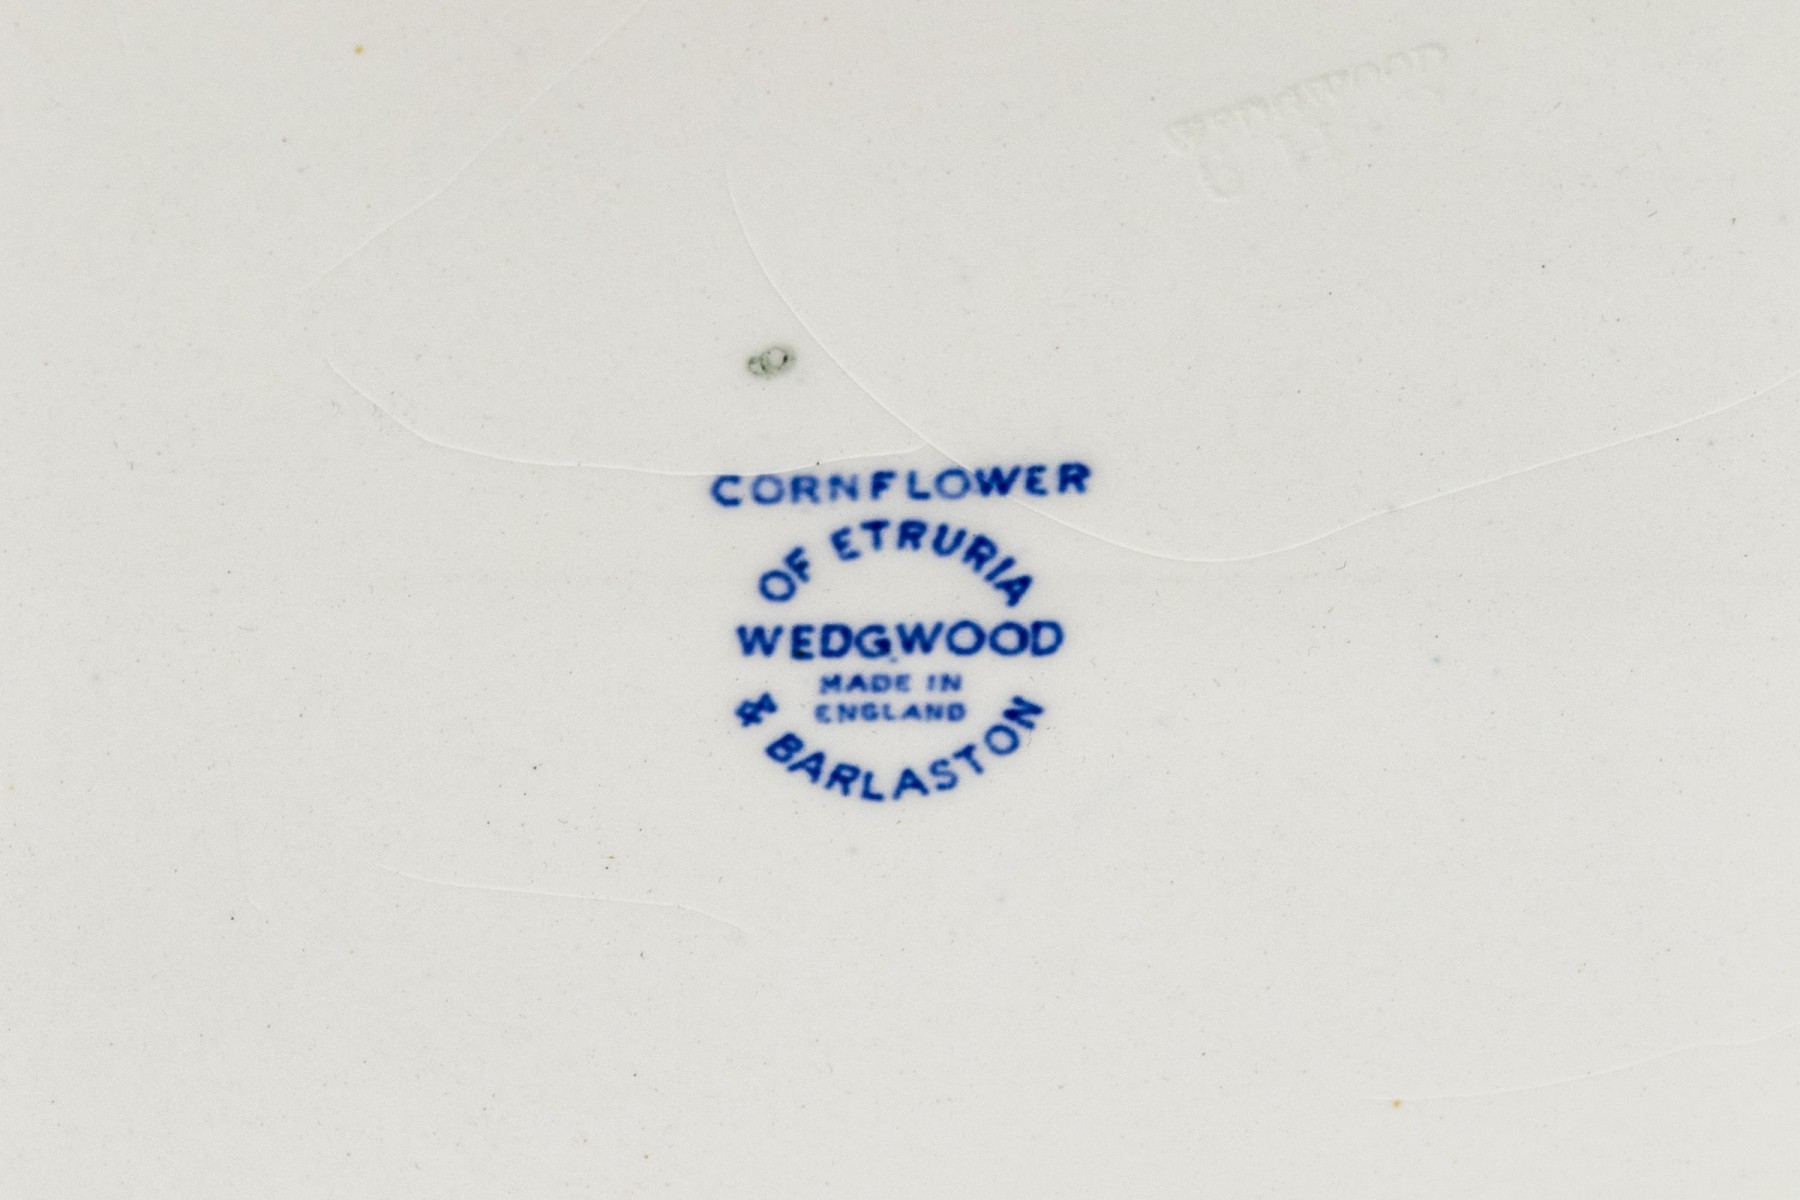 CORNFLOWER
OF ETRURIA
WEDGWOOD
MADE IN
ENGLAND
& BARLASTON